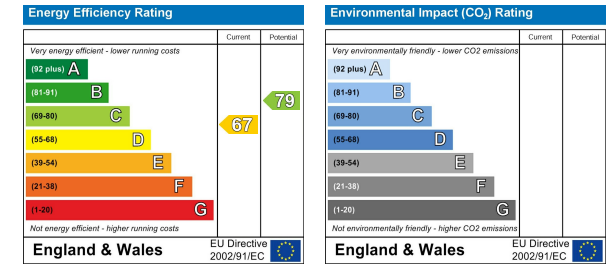 Energy Efficiency Rating
Current Potential
Very energy efficient - lower running costs
(92 plus) A
(81-91) B
79
(69-80) C
67
(55-68) D
(39-54) E
(21-38) F
(1-20) G
Not energy efficient - higher running costs
England & Wales
EU Directive
2002/91/EC
Environmental Impact (CO2) Rating
Current Potential
Very environmentally friendly - lower CO2 emissions
(92 plus) A
(81-91) B
(69-80) C
(55-68) D
(39-54) E
(21-38) F
(1-20) G
Not environmentally friendly - higher CO2 emissions
England & Wales
EU Directive
2002/91/EC